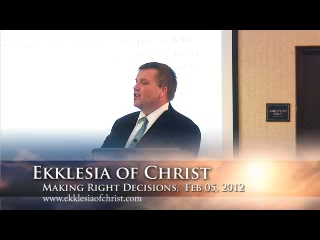 EKKLESIA OF CHRIST
MAKING RIGHT DECISIONS, FEB 05, 2012
www.ekklesiaofchrist.com